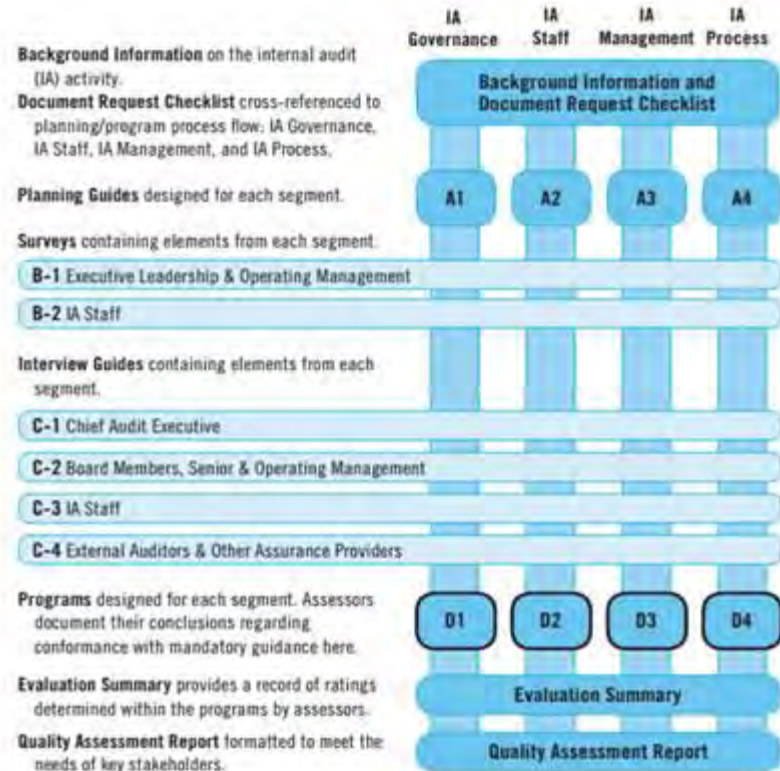 IA Governance
IA Staff
IA Management
IA Process
Background Information on the internal audit
(IA) activity.
Document Request Checklist cross-referenced to
planning/program process flow: IA Governance,
IA Staff, IA Management, and IA Process.
Background Information and
Document Request Checklist
Planning Guides designed for each segment.
A1
A2
A3
A4
Surveys containing elements from each segment.
B-1 Executive Leadership & Operating Management
B-2 IA Staff
Interview Guides containing elements from each
segment.
C-1 Chief Audit Executive
C-2 Board Members, Senior & Operating Management
C-3 IA Staff
C-4 External Auditors & Other Assurance Providers
Programs designed for each segment. Assessors
document their conclusions regarding
conformance with mandatory guidance here.
D1
D2
D3
D4
Evaluation Summary provides a record of ratings
determined within the programs by assessors.
Evaluation Summary
Quality Assessment Report formatted to meet the
needs of key stakeholders.
Quality Assessment Report